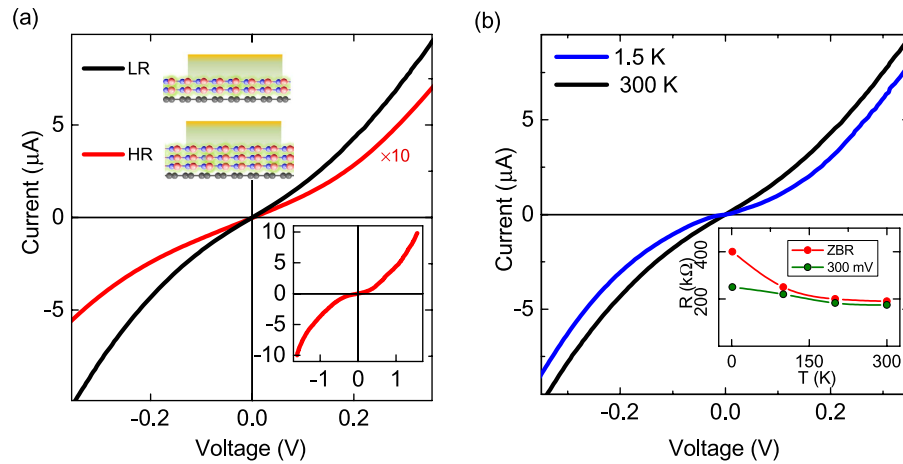 (a)
LR
HR
×10
5
0
−5
Current (μA)
−0.2
0.0
0.2
Voltage (V)
10
5
0
−5
−10
−1
0
1
(b)
1.5 K
300 K
5
0
−5
Current (μA)
−0.2
0.0
0.2
Voltage (V)
ZBR
300 mV
400
200
R (kΩ)
0
150
300
T (K)